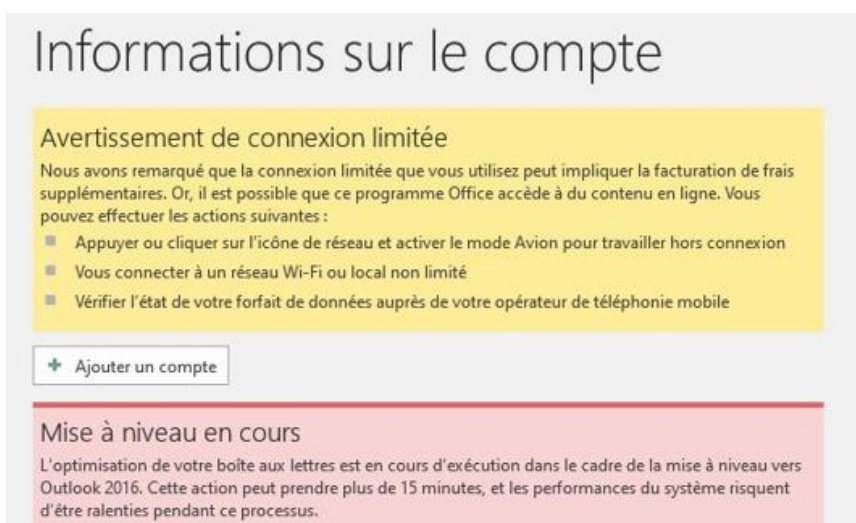 Informations sur le compte
Avertissement de connexion limitée
Nous avons remarqué que la connexion limitée que vous utilisez peut impliquer la facturation de frais
supplémentaires. Or, il est possible que ce programme Office accède à du contenu en ligne. Vous
pouvez effectuer les actions suivantes :
Appuyer ou cliquer sur l'icône de réseau et activer le mode Avion pour travailler hors connexion
Vous connecter à un réseau Wi-Fi ou local non limité
Vérifier l'état de votre forfait de données auprès de votre opérateur de téléphonie mobile
Ajouter un compte
Mise à niveau en cours
L'optimisation de votre boîte aux lettres est en cours d'exécution dans le cadre de la mise à niveau vers
Outlook 2016. Cette action peut prendre plus de 15 minutes, et les performances du système risquent
d'être ralenties pendant ce processus.